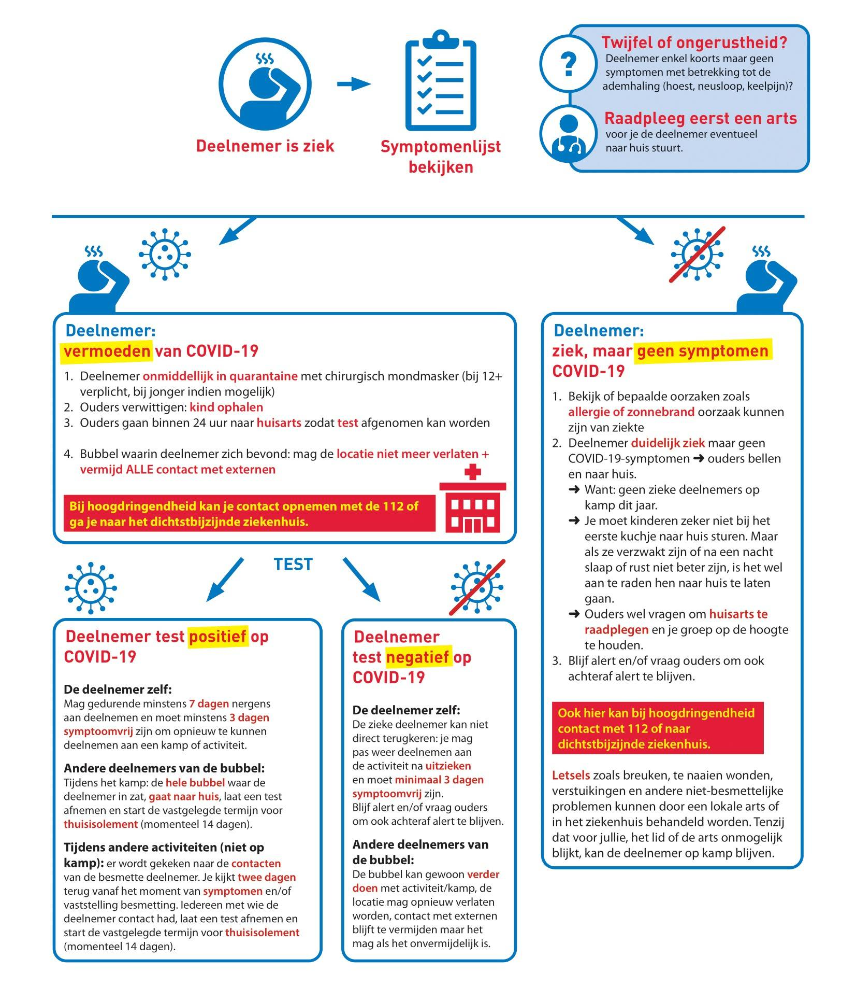 Deelnemer is ziek
Symptomenlijst
bekijken
?
Twijfel of ongerustheid?
Deelnemer enkel koorts maar geen
symptomen met betrekking tot de
ademhaling (hoest, neusloop, keelpijn)?
Raadpleeg eerst een arts
voor je de deelnemer eventueel
naar huis stuurt.
Deelnemer:
vermoeden van COVID-19
1. Deelnemer onmiddellijk in quarantaine met chirurgisch mondmasker (bij 12+
verplicht, bij jonger indien mogelijk)
2. Ouders verwittigen: kind ophalen
3. Ouders gaan binnen 24 uur naar huisarts zodat test afgenomen kan worden
4. Bubbel waarin deelnemer zich bevond: mag de locatie niet meer verlaten +
vermijd ALLE contact met externen
Bij hoogdringendheid kan je contact opnemen met de 112 of
ga je naar het dichtstbijzijnde ziekenhuis.
TEST
Deelnemer test positief op
COVID-19
De deelnemer zelf:
Mag gedurende minstens 7 dagen nergens
aan deelnemen en moet minstens 3 dagen
symptoomvrij zijn om opnieuw te kunnen
deelnemen aan een kamp of activiteit.
Andere deelnemers van de bubbel:
Tijdens het kamp: de hele bubbel waar de
deelnemer in zat, gaat naar huis, laat een test
afnemen en start de vastgelegde termijn voor
thuisisolement (momenteel 14 dagen).
Tijdens andere activiteiten (niet op
kamp): er wordt gekeken naar de contacten
van de besmette deelnemer. Je kijkt twee dagen
terug vanaf het moment van symptomen en/of
vaststelling besmetting. Iedereen met wie de
deelnemer contact had, laat een test afnemen en
start de vastgelegde termijn voor thuisisolement
(momenteel 14 dagen).
Deelnemer
test negatief op
COVID-19
De deelnemer zelf:
De zieke deelnemer kan niet
direct terugkeren: je mag
pas weer deelnemen aan
de activiteit na uitzieken
en moet minimaal 3 dagen
symptoomvrij zijn.
Blijf alert en/of vraag ouders
om ook achteraf alert te blijven.
Andere deelnemers van
de bubbel:
De bubbel kan gewoon verder
doen met activiteit/kamp, de
locatie mag opnieuw verlaten
worden, contact met externen
blijft te vermijden maar het
mag als het onvermijdelijk is.
Deelnemer:
ziek, maar geen symptomen
COVID-19
1. Bekijk of bepaalde oorzaken zoals
allergie of zonnebrand oorzaak kunnen
zijn van ziekte
2. Deelnemer duidelijk ziek maar geen
COVID-19-symptomen ➜ ouders bellen
en naar huis.
➜ Want: geen zieke deelnemers op
kamp dit jaar.
➜ Je moet kinderen zeker niet bij het
eerste kuchje naar huis sturen. Maar
als ze verzwakt zijn of na een nacht
slaap of rust niet beter zijn, is het wel
aan te raden hen naar huis te laten
gaan.
➜ Ouders wel vragen om huisarts te
raadplegen en je groep op de hoogte
te houden.
3. Blijf alert en/of vraag ouders om ook
achteraf alert te blijven.
Ook hier kan bij hoogdringendheid
contact met 112 of naar
dichtstbijzijnde ziekenhuis.
Letsels zoals breuken, te naaien wonden,
verstuikingen en andere niet-besmettelijke
problemen kunnen door een lokale arts of
in het ziekenhuis behandeld worden. Tenzij
dat voor jullie, het lid of de arts onmogelijk
blijkt, kan de deelnemer op kamp blijven.